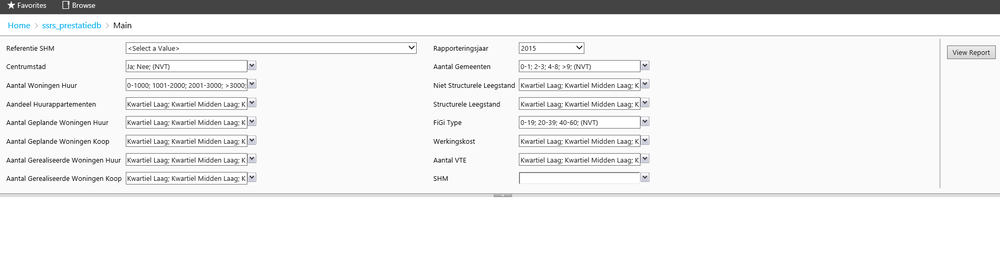 Favorites Browse
Home > ssrs_prestatiedb > Main
Referentie SHM <Select a Value> Rapporteringsjaar 2015 View Report
Centrumstad Ja; Nee; (NVT) Aantal Gemeenten 0-1; 2-3; 4-8; >9; (NVT)
Aantal Woningen Huur 0-1000; 1001-2000; 2001-3000; >3000; Niet Structurele Leegstand Kwartiel Laag; Kwartiel Midden Laag; K
Aandeel Huurappartementen Kwartiel Laag; Kwartiel Midden Laag; K Structurele Leegstand Kwartiel Laag; Kwartiel Midden Laag; K
Aantal Geplande Woningen Huur Kwartiel Laag; Kwartiel Midden Laag; K FiGi Type 0-19; 20-39; 40-60; (NVT)
Aantal Geplande Woningen Koop Kwartiel Laag; Kwartiel Midden Laag; K Werkingskost Kwartiel Laag; Kwartiel Midden Laag; K
Aantal Gerealiseerde Woningen Huur Kwartiel Laag; Kwartiel Midden Laag; K Aantal VTE Kwartiel Laag; Kwartiel Midden Laag; K
Aantal Gerealiseerde Woningen Koop Kwartiel Laag; Kwartiel Midden Laag; K SHM